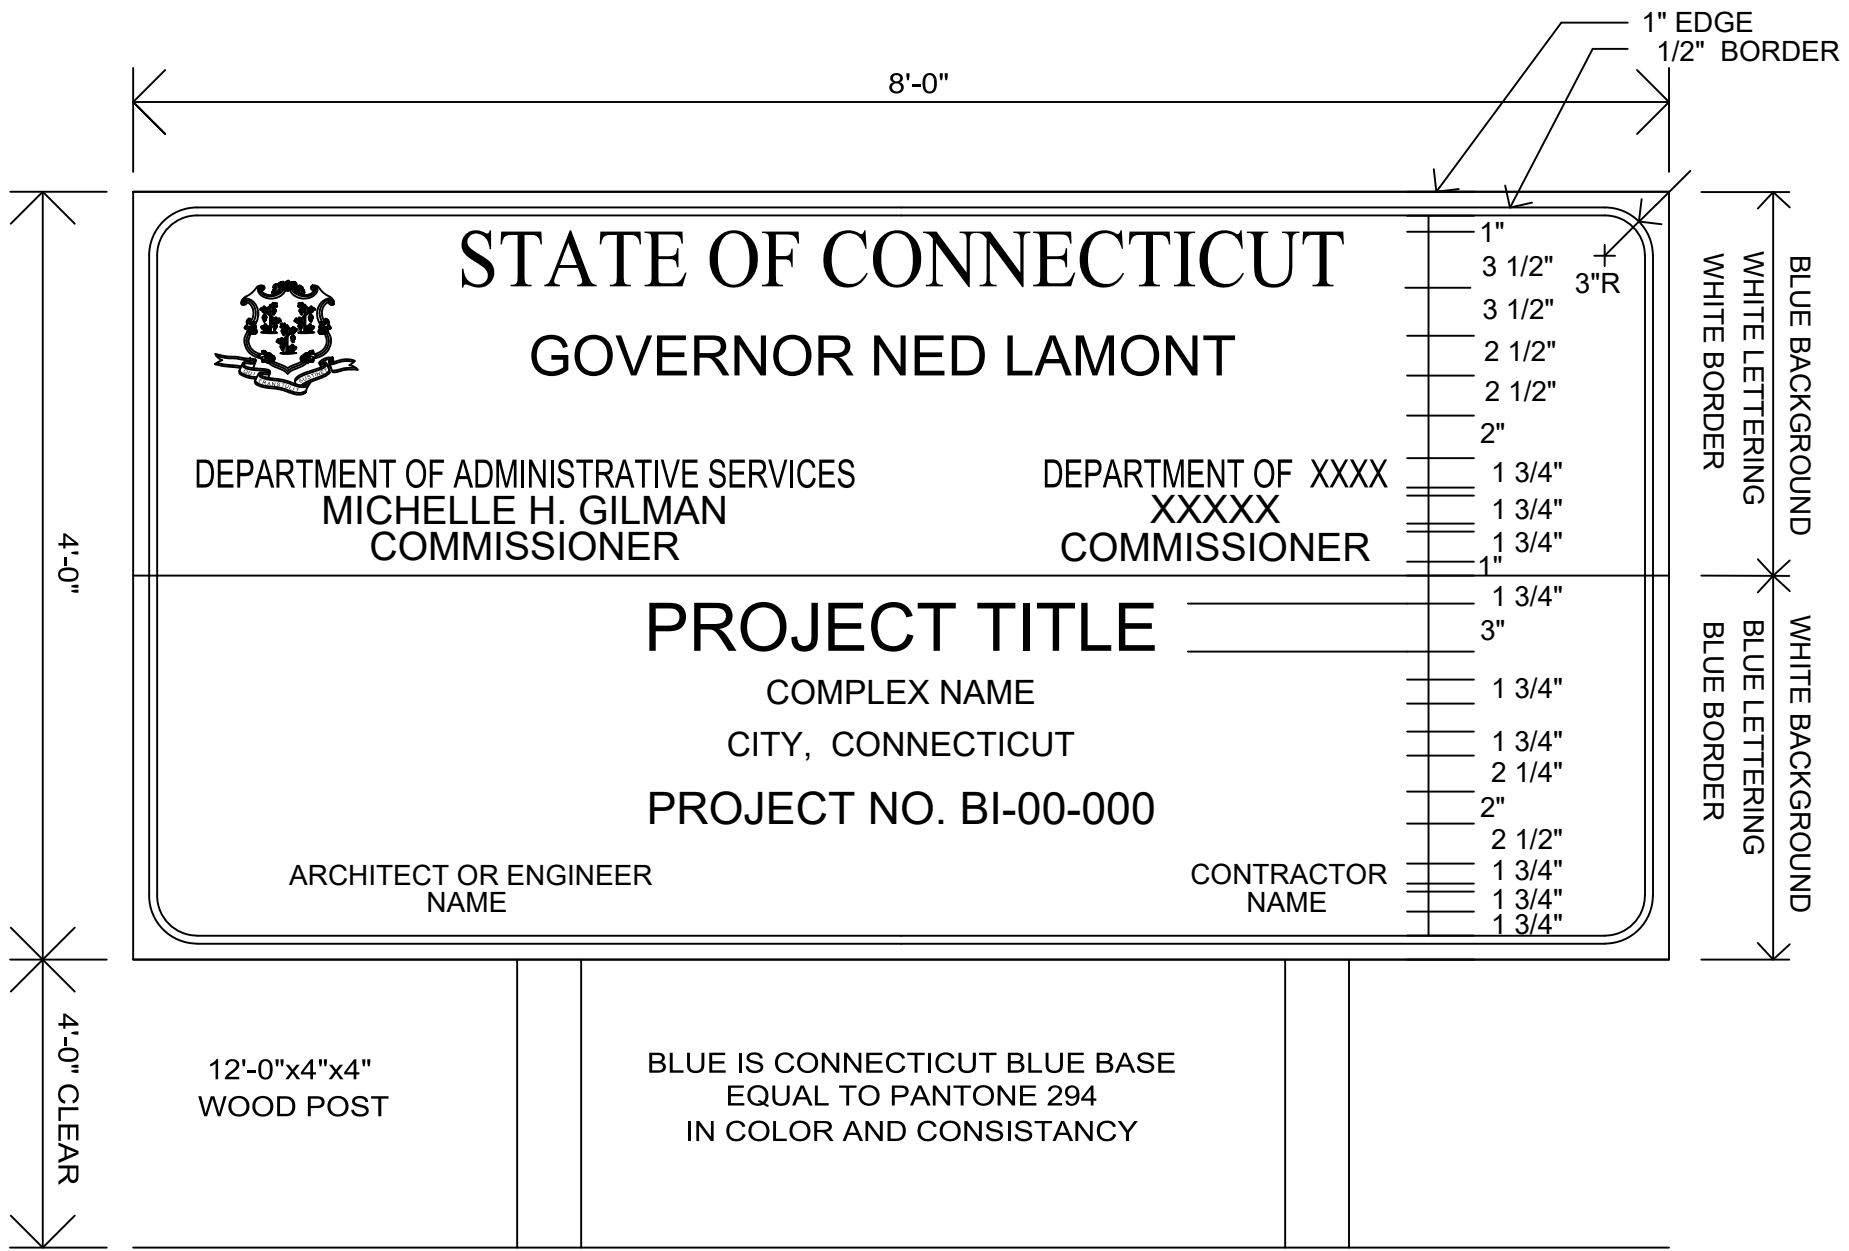 1" EDGE
1/2" BORDER
8'-0"
STATE OF CONNECTICUT
GOVERNOR NED LAMONT
DEPARTMENT OF ADMINISTRATIVE SERVICES
MICHELLE H. GILMAN
COMMISSIONER
DEPARTMENT OF XXXX
XXXXX
COMMISSIONER
PROJECT TITLE
COMPLEX NAME
CITY, CONNECTICUT
PROJECT NO. BI-00-000
ARCHITECT OR ENGINEER
NAME
CONTRACTOR
NAME
1"
3 1/2"
3 1/2"
2 1/2"
2 1/2"
2"
1 3/4"
1 3/4"
1 3/4"
1"
1 3/4"
3"
1 3/4"
1 3/4"
2 1/4"
2"
2 1/2"
1 3/4"
1 3/4"
1 3/4"
3"R
BLUE BACKGROUND
WHITE LETTERING
WHITE BORDER
WHITE BACKGROUND
BLUE LETTERING
BLUE BORDER
4'-0"
4'-0" CLEAR
12'-0"x4"x4"
WOOD POST
BLUE IS CONNECTICUT BLUE BASE
EQUAL TO PANTONE 294
IN COLOR AND CONSISTANCY